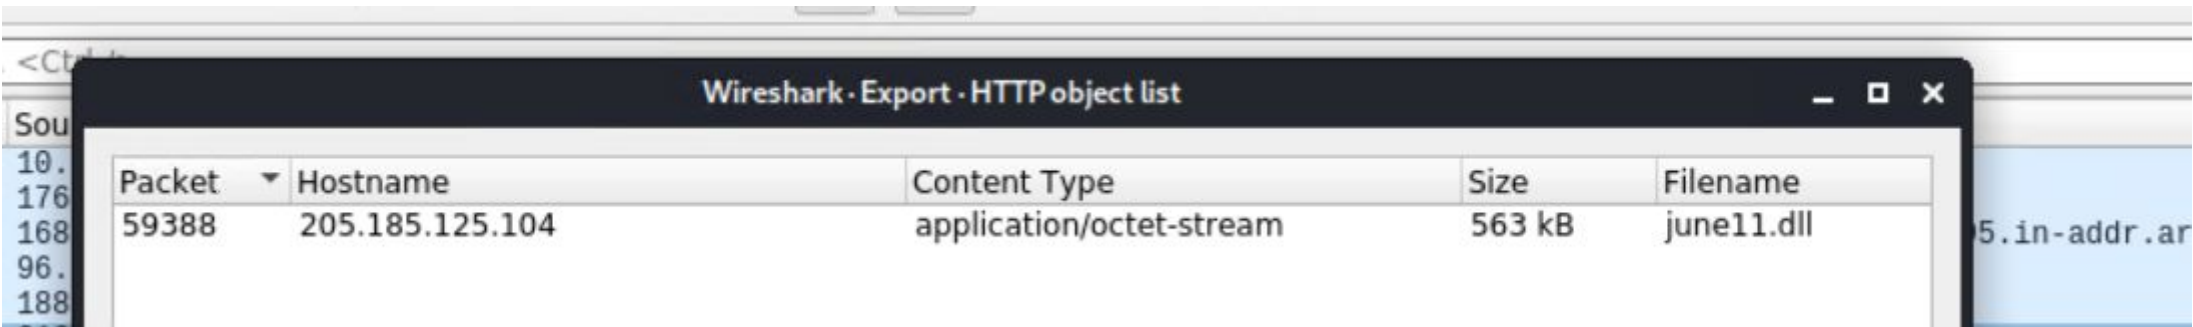 <Ct
Wireshark · Export · HTTP object list
Sou
10.
176
168
96.
188
Packet Hostname Content Type Size Filename
59388 205.185.125.104 application/octet-stream 563 kB june11.dll
5.in-addr.ar